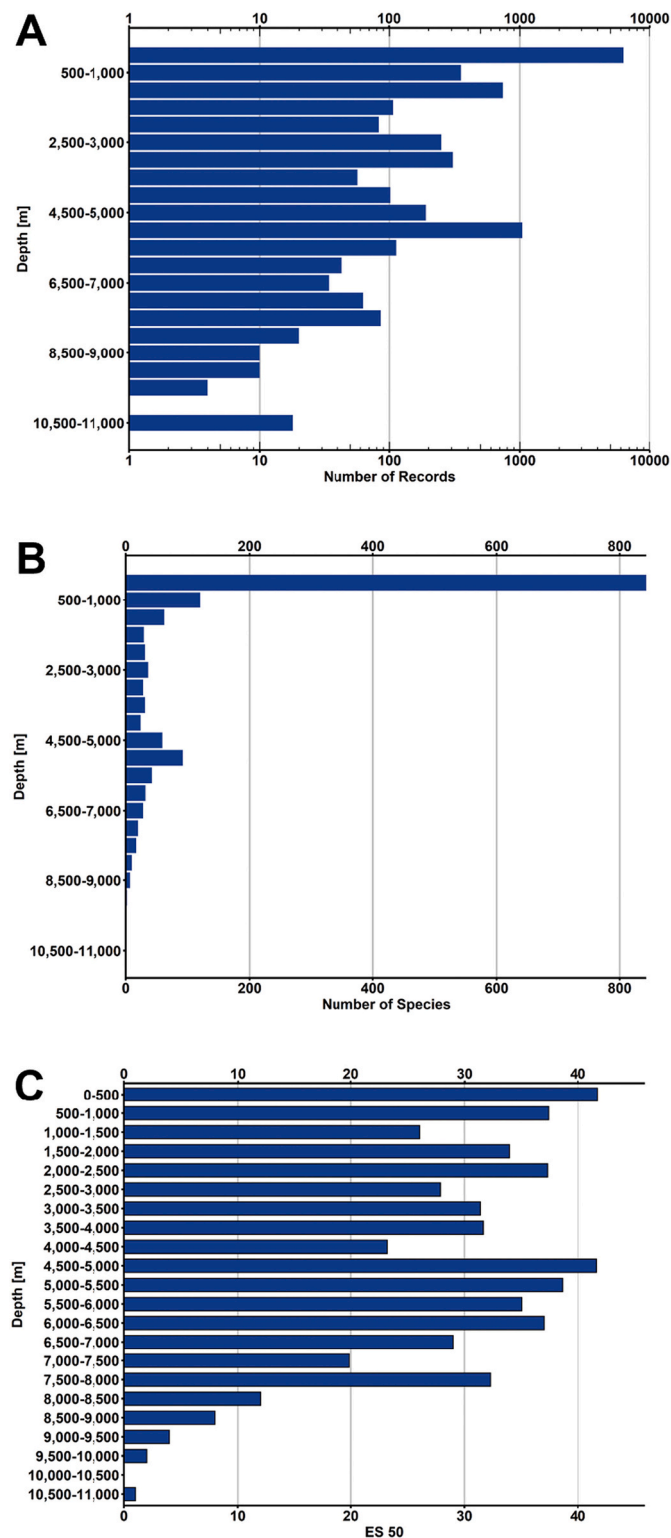 A
1 10 100 1000 10000
500-1,000
2,500-3,000
4,500-5,000
6,500-7,000
8,500-9,000
10,500-11,000
Depth [m]
1 10 100 1000 10000
Number of Records
B
0 200 400 600 800
500-1,000
2,500-3,000
4,500-5,000
6,500-7,000
8,500-9,000
10,500-11,000
Depth [m]
0 200 400 600 800
Number of Species
C
0 10 20 30 40
0-500
500-1,000
1,000-1,500
1,500-2,000
2,000-2,500
2,500-3,000
3,000-3,500
3,500-4,000
4,000-4,500
4,500-5,000
5,000-5,500
5,500-6,000
6,000-6,500
6,500-7,000
7,000-7,500
7,500-8,000
8,000-8,500
8,500-9,000
9,000-9,500
9,500-10,000
10,000-10,500
10,500-11,000
Depth [m]
0 10 20 30 40
ES 50